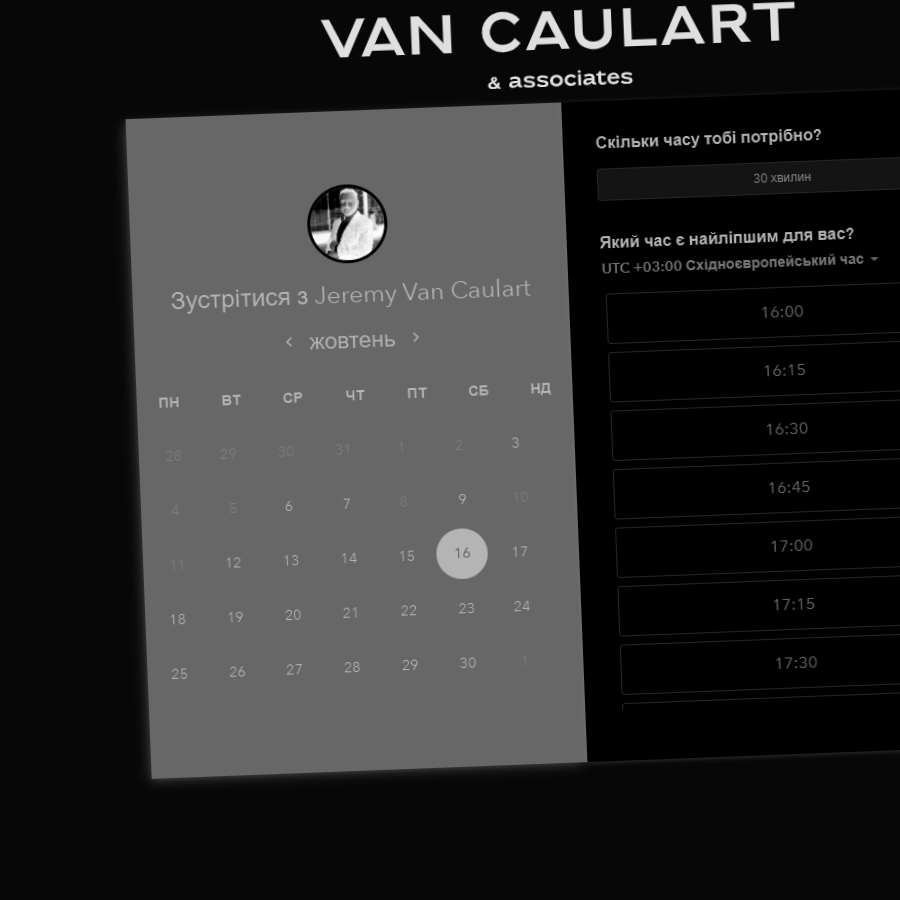 VAN CAULART
& associates
Зустрітися з Jeremy Van Caulart
‹ жовтень ›
ПН ВТ СР ЧТ ПТ СБ НД
28 29 30 31 1 2 3
4 5 6 7 8 9 10
11 12 13 14 15 16 17
18 19 20 21 22 23 24
25 26 27 28 29 30 1
Скільки часу тобі потрібно?
30 хвилин
Який час є найліпшим для вас?
UTC +03:00 Східноєвропейський час
16:00
16:15
16:30
16:45
17:00
17:15
17:30